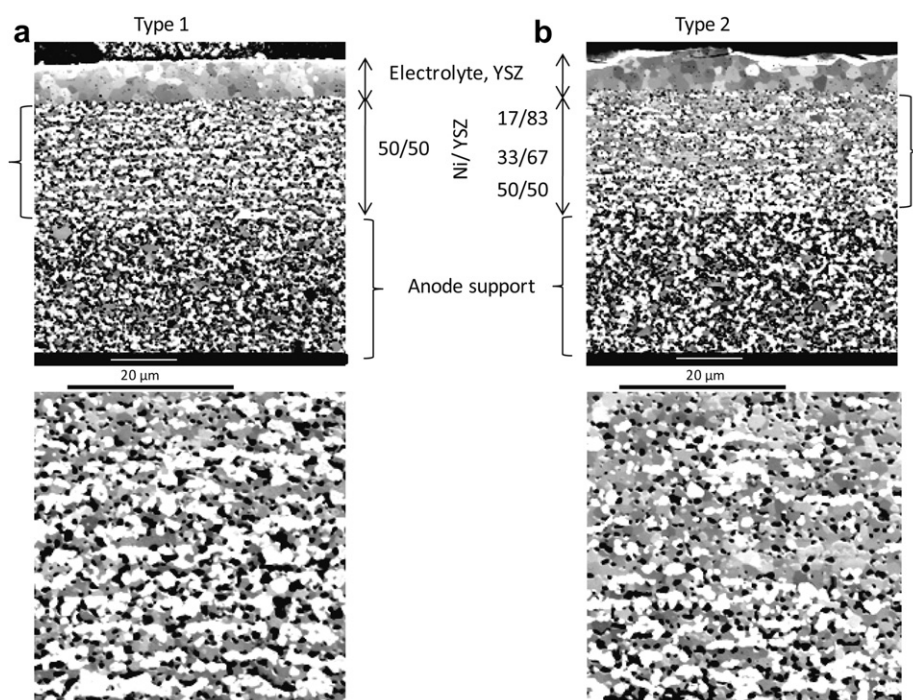 a
Type 1
b
Type 2
Electrolyte, YSZ
50/50
Ni/ YSZ
17/83
33/67
50/50
Anode support
20 µm
20 µm